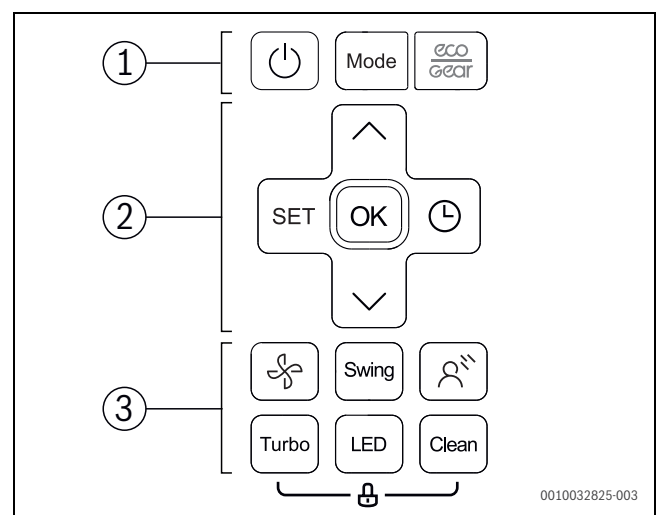 1
Mode
eco
Gear
2
SET OK
3
Swing
Turbo LED Clean
0010032825-003